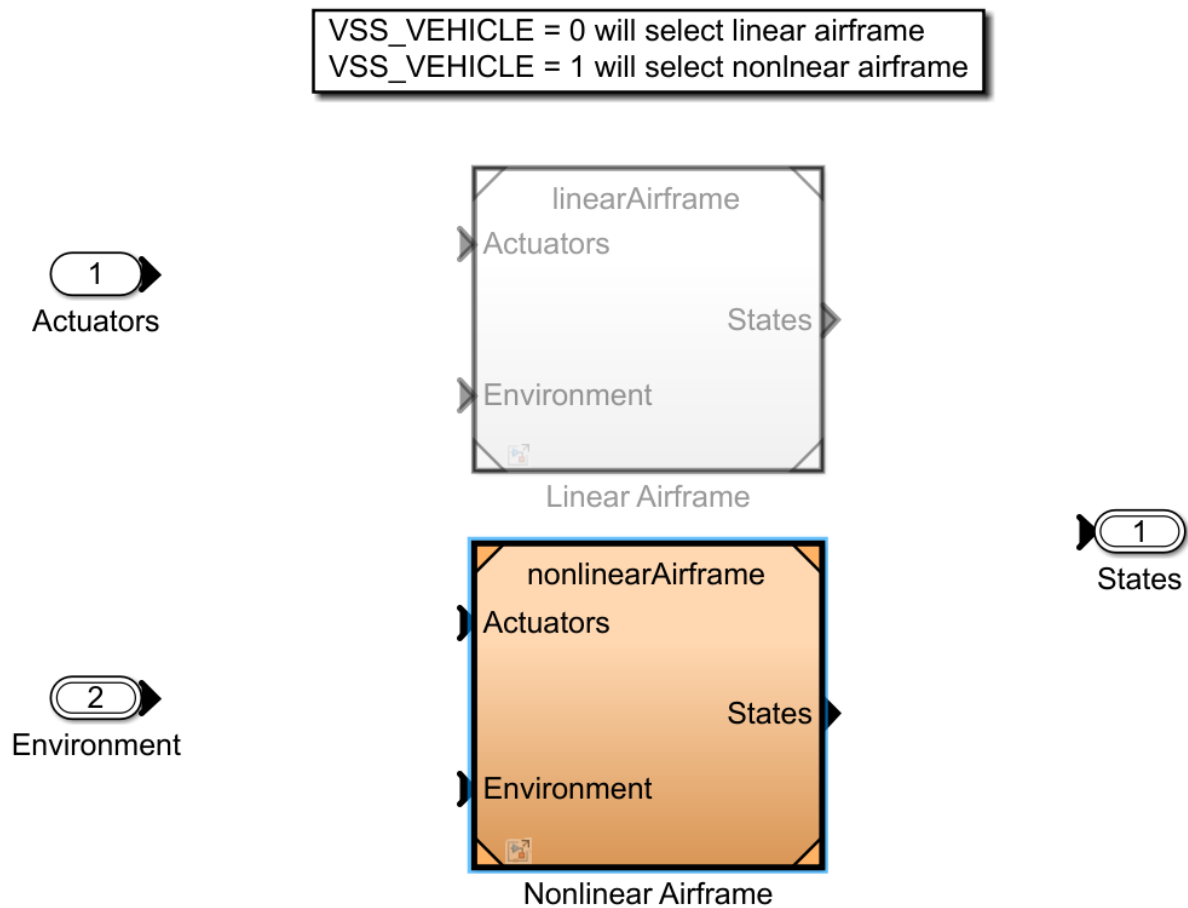 VSS_VEHICLE = 0 will select linear airframe
VSS_VEHICLE = 1 will select nonlnear airframe
linearAirframe
Actuators
1
Actuators
States
Environment
Linear Airframe
1
States
nonlinearAirframe
Actuators
2
Environment
States
Environment
Nonlinear Airframe